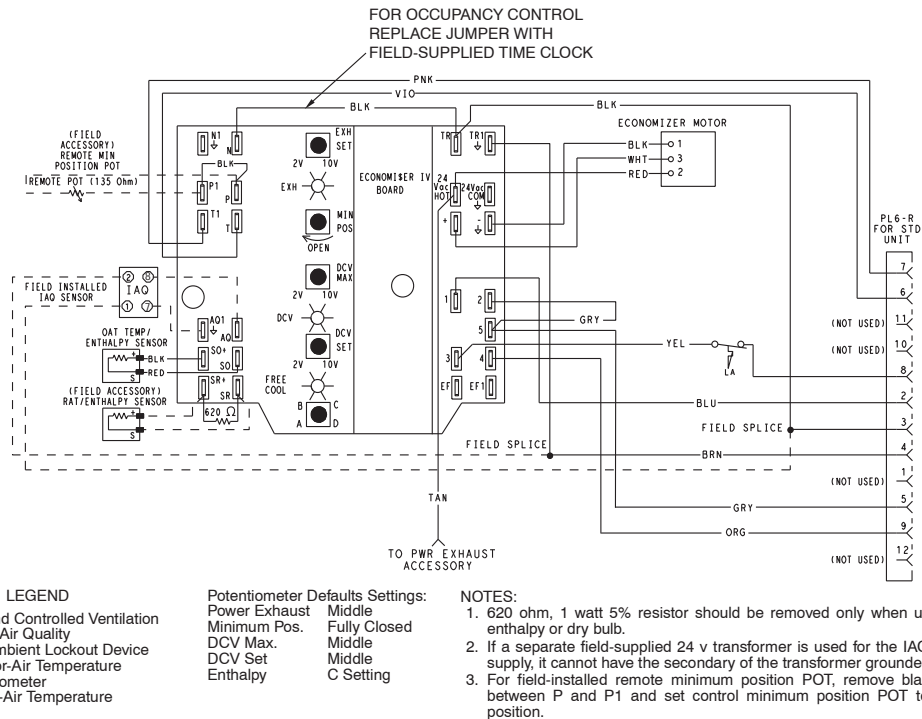 FOR OCCUPANCY CONTROL
REPLACE JUMPER WITH
FIELD-SUPPLIED TIME CLOCK
PNK
VIO
BLK
BLK
(FIELD
ACCESSORY)
REMOTE MIN
POSITION POT
REMOTE POT (135 Ohm)
N1
N
BLK
P1
P
T1
T
EXH
SET
2V 10V
EXH
MIN
POS
OPEN
DCV
MAX
2V 10V
DCV
DCV
SET
2V 10V
FREE
COOL
B C
A D
ECONOMI$ER IV
BOARD
TR
TR1
24
Vac
HOT
24Vac
COM
+
-
1
2
5
3
4
EF
EF1
ECONOMIZER MOTOR
BLK 1
WHT 3
RED 2
FIELD INSTALLED
IAQ SENSOR
2 8
IAQ
1 7
OAT TEMP/
ENTHALPY SENSOR
+
S
BLK
RED
(FIELD ACCESSORY)
RAT/ENTHALPY SENSOR
+
S
AQ1
AQ
SO+
SO
SR+
SR
620 Ω
GRY
YEL
LA
BLU
FIELD SPLICE
FIELD SPLICE
BRN
TAN
GRY
ORG
TO PWR EXHAUST
ACCESSORY
PL6-R
FOR STD
UNIT
7
6
(NOT USED) 11
(NOT USED) 10
8
2
3
4
(NOT USED) 1
5
9
(NOT USED) 12
LEGEND
d Controlled Ventilation
Air Quality
mbient Lockout Device
r-Air Temperature
ometer
-Air Temperature
Potentiometer Defaults Settings:
Power Exhaust Middle
Minimum Pos. Fully Closed
DCV Max. Middle
DCV Set Middle
Enthalpy C Setting
NOTES:
1. 620 ohm, 1 watt 5% resistor should be removed only when u
enthalpy or dry bulb.
2. If a separate field-supplied 24 v transformer is used for the IAQ
supply, it cannot have the secondary of the transformer grounde
3. For field-installed remote minimum position POT, remove bla
between P and P1 and set control minimum position POT t
position.